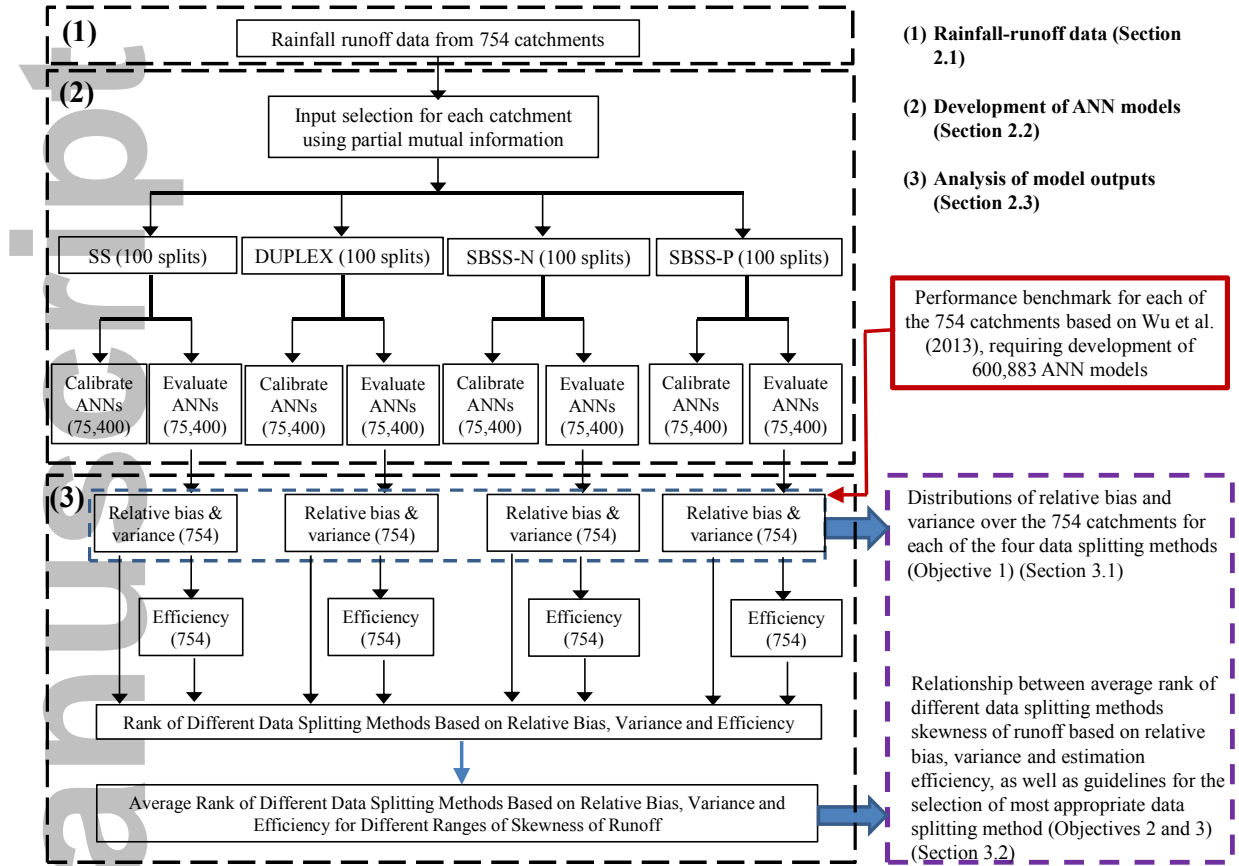 (1)
Rainfall runoff data from 754 catchments
(1) Rainfall-runoff data (Section
2.1)
(2) Development of ANN models
(Section 2.2)
(3) Analysis of model outputs
(Section 2.3)
(2)
Input selection for each catchment
using partial mutual information
SS (100 splits)
DUPLEX (100 splits)
SBSS-N (100 splits)
SBSS-P (100 splits)
Calibrate
ANNs
(75,400)
Evaluate
ANNs
(75,400)
Calibrate
ANNs
(75,400)
Evaluate
ANNs
(75,400)
Calibrate
ANNs
(75,400)
Evaluate
ANNs
(75,400)
Calibrate
ANNs
(75,400)
Evaluate
ANNs
(75,400)
Performance benchmark for each of
the 754 catchments based on Wu et al.
(2013), requiring development of
600,883 ANN models
(3)
Relative bias &
variance (754)
Relative bias &
variance (754)
Relative bias &
variance (754)
Relative bias &
variance (754)
Efficiency
(754)
Efficiency
(754)
Efficiency
(754)
Efficiency
(754)
Rank of Different Data Splitting Methods Based on Relative Bias, Variance and Efficiency
Average Rank of Different Data Splitting Methods Based on Relative Bias, Variance and
Efficiency for Different Ranges of Skewness of Runoff
Distributions of relative bias and
variance over the 754 catchments for
each of the four data splitting methods
(Objective 1) (Section 3.1)
Relationship between average rank of
different data splitting methods
skewness of runoff based on relative
bias, variance and estimation
efficiency, as well as guidelines for the
selection of most appropriate data
splitting method (Objectives 2 and 3)
(Section 3.2)
anuscript